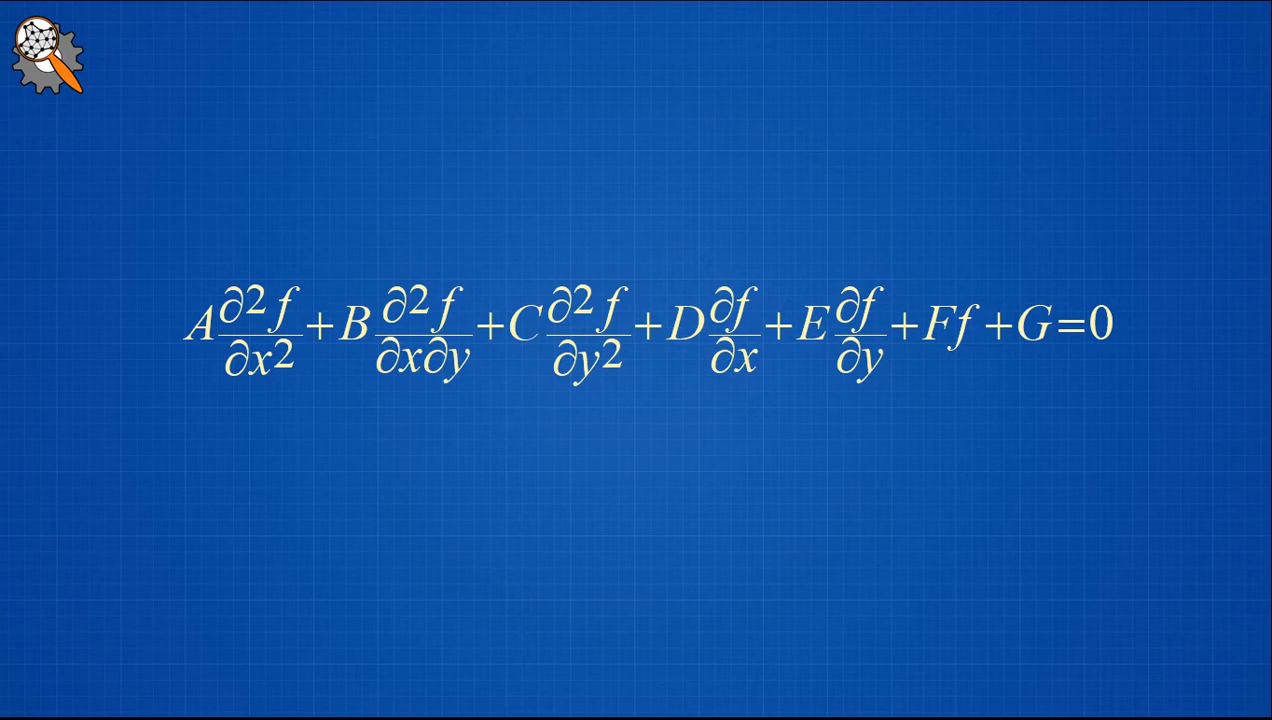 A ∂2f/∂x2 + B ∂2f/∂x∂y + C ∂2f/∂y2 + D ∂f/∂x + E ∂f/∂y + Ff + G = 0